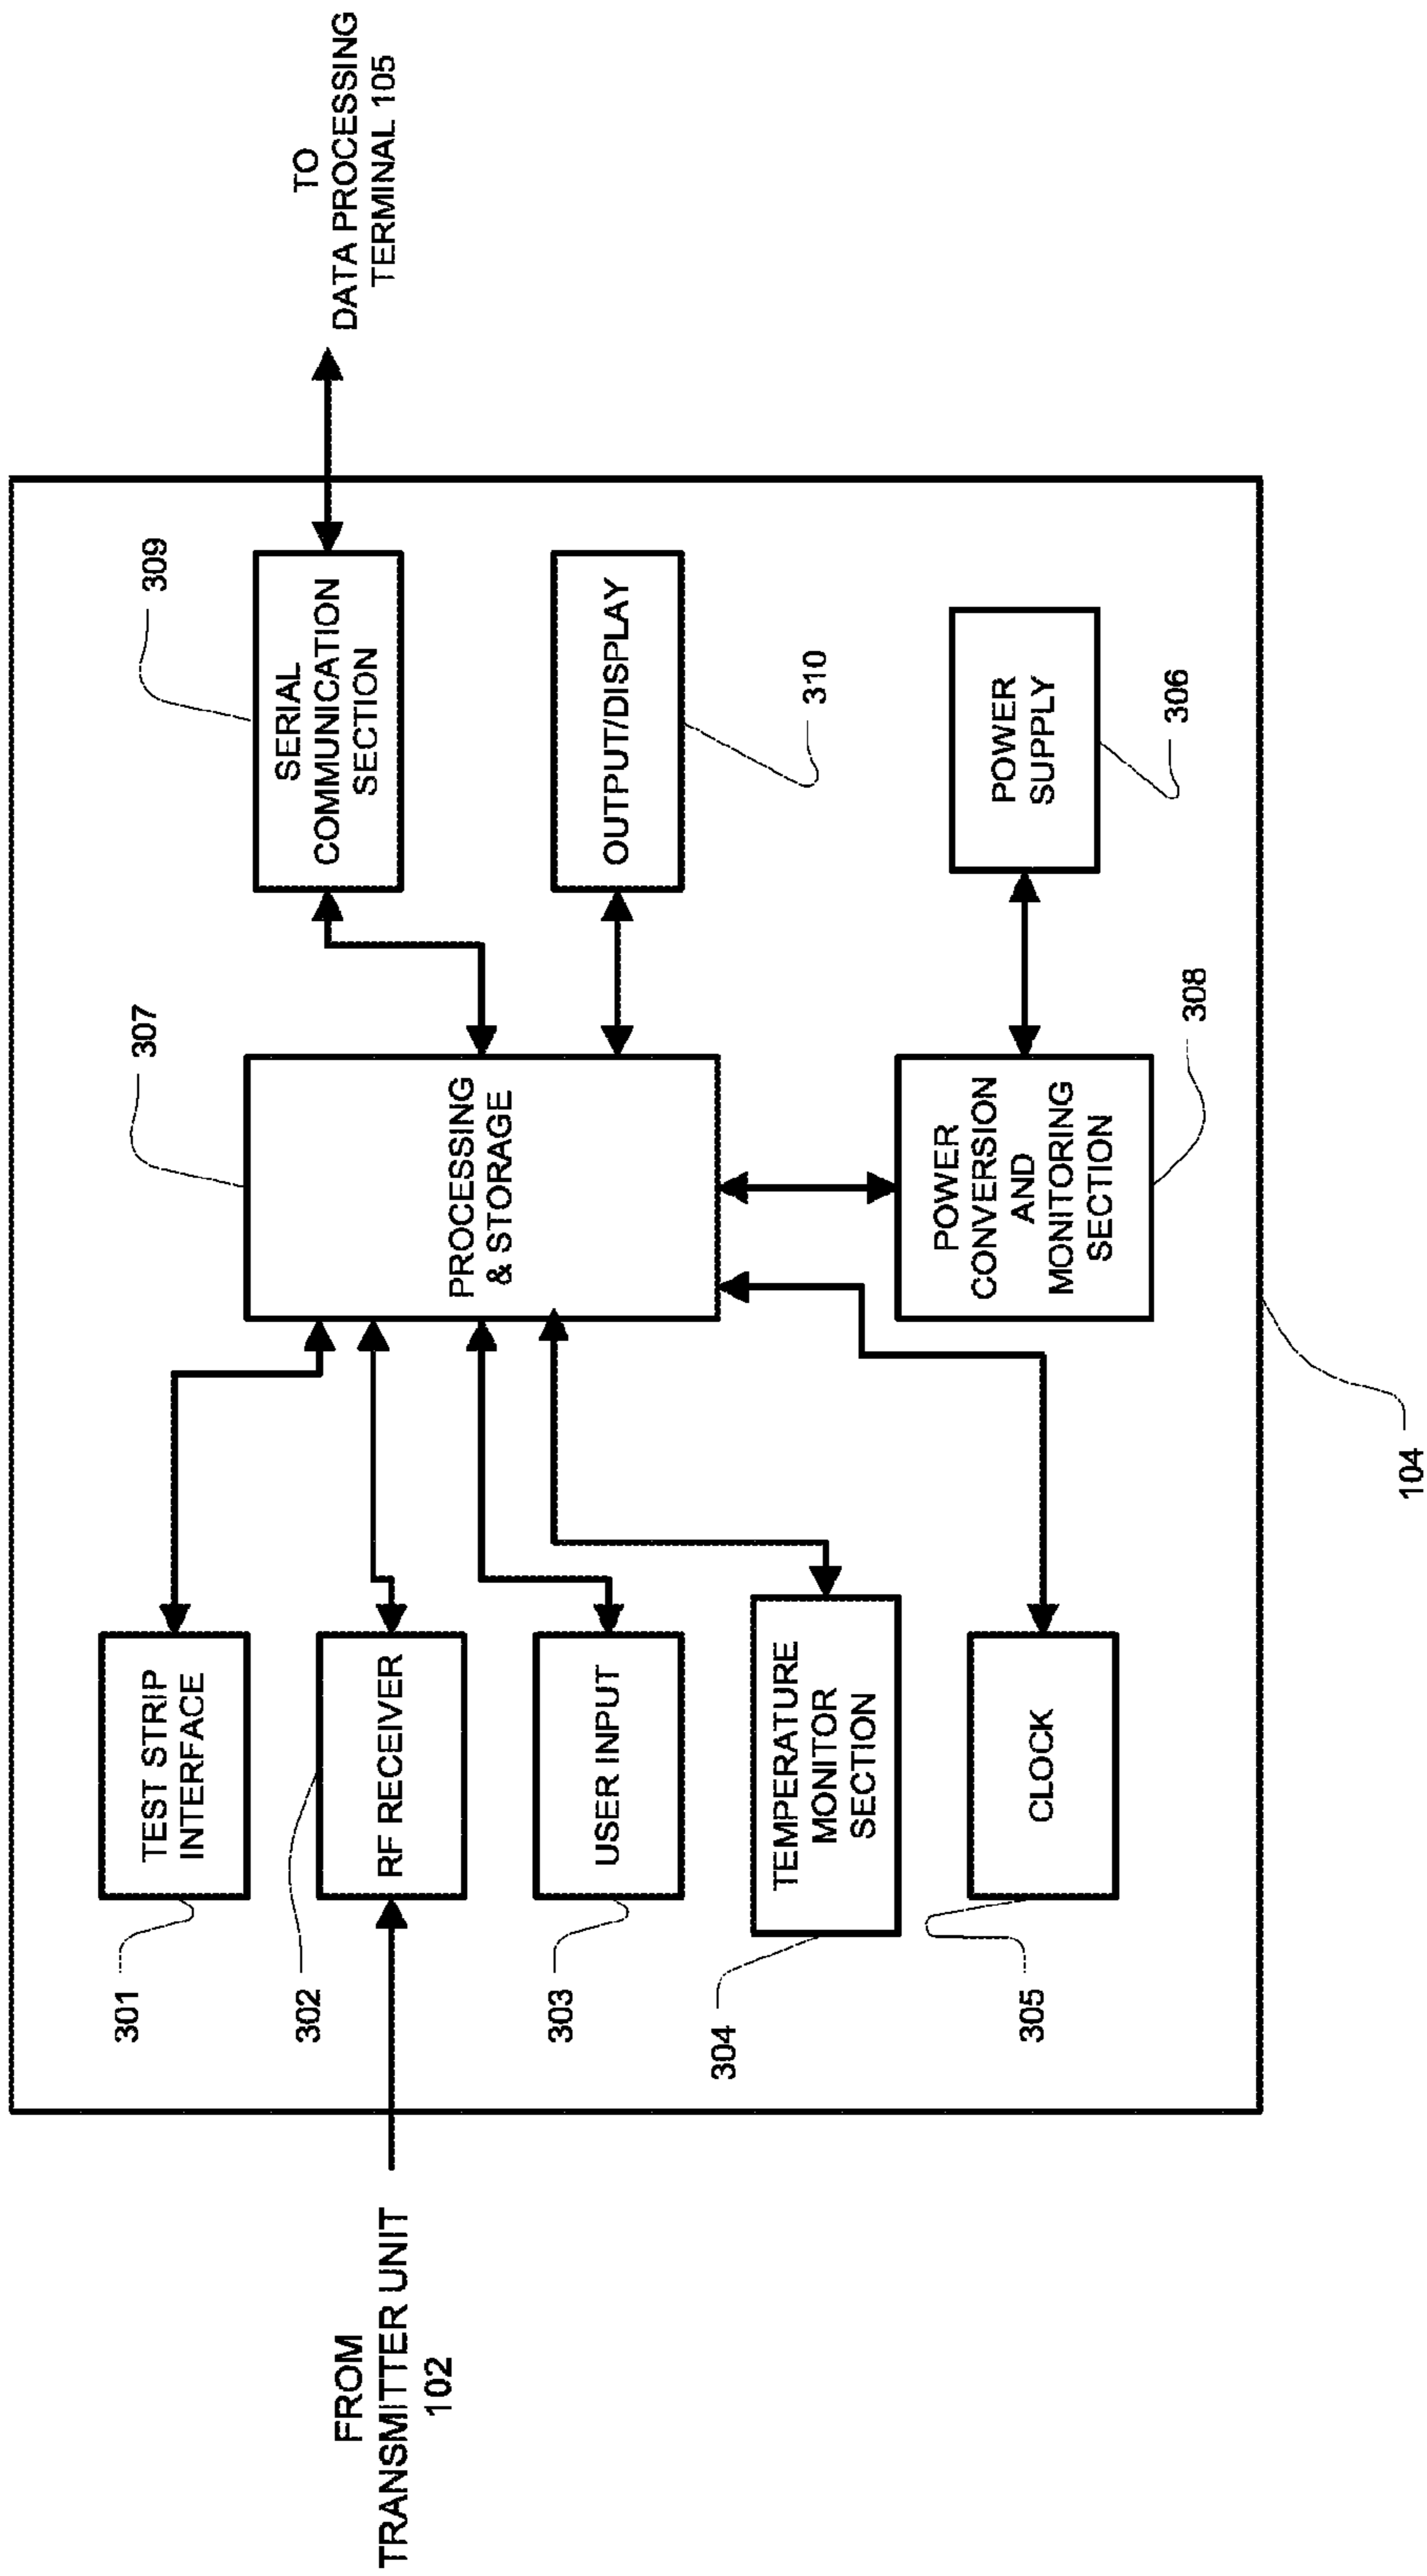 TEST STRIP
INTERFACE
301
FROM
TRANSMITTER UNIT
102
RF RECEIVER
302
USER INPUT
303
TEMPERATURE
MONITOR
SECTION
304
CLOCK
305
307
PROCESSING
& STORAGE
POWER
CONVERSION
AND
MONITORING
SECTION
308
309
SERIAL
COMMUNICATION
SECTION
TO
DATA PROCESSING
TERMINAL 105
OUTPUT/DISPLAY
310
POWER
SUPPLY
306
104